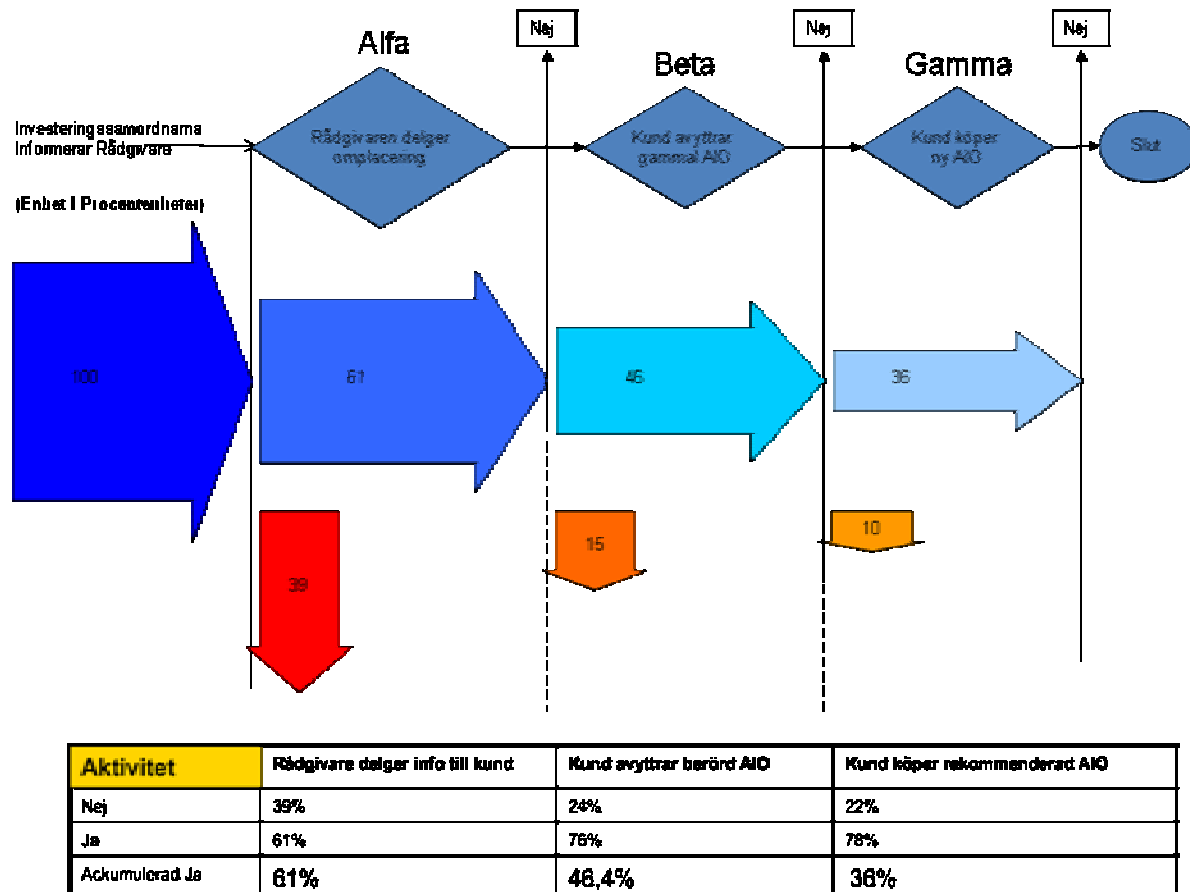 Nej
Nej
Nej
Alfa
Beta
Gamma
Investeringssamordnarna
Informerar Rådgivare
Rådgivaren delger
omplacering
Kund avyttrar
gammal AIO
Kund köper
ny AIO
Slut
(Enhet I Procentenheter)
100
61
46
36
39
15
10
Aktivitet
Rådgivare delger info till kund
Kund avyttrar berörd AIO
Kund köper rekommenderad AIO
Nej
39%
24%
22%
Ja
61%
76%
78%
Ackumulerad Ja
61%
46,4%
36%